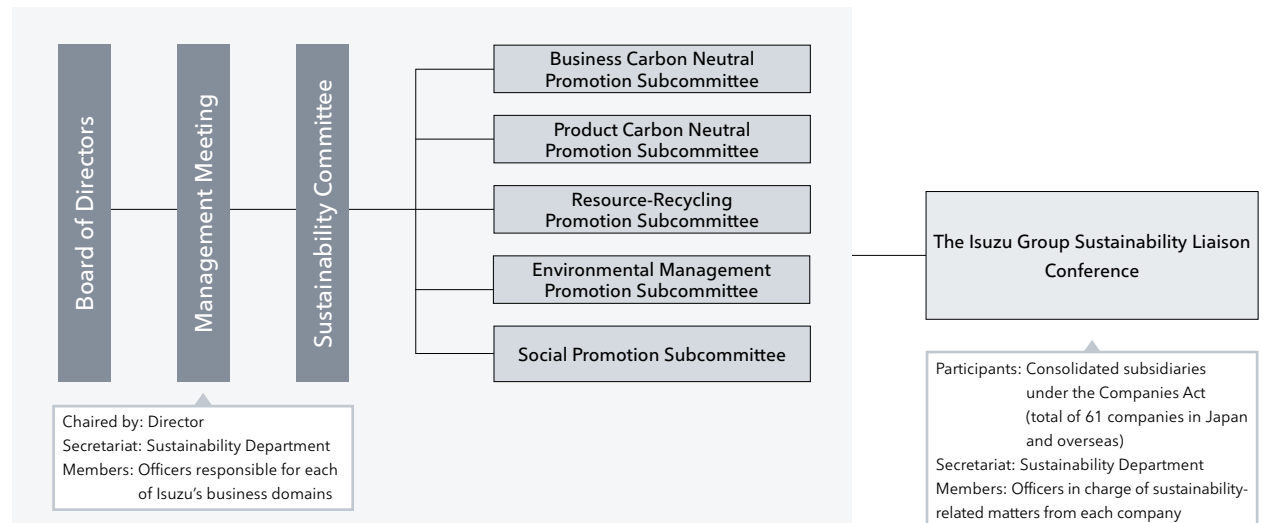 Board of Directors
Management Meeting
Sustainability Committee
Business Carbon Neutral
Promotion Subcommittee
Product Carbon Neutral
Promotion Subcommittee
Resource-Recycling
Promotion Subcommittee
Environmental Management
Promotion Subcommittee
Social Promotion Subcommittee
The Isuzu Group Sustainability Liaison
Conference
Chaired by: Director
Secretariat: Sustainability Department
Members: Officers responsible for each
of Isuzu's business domains
Participants: Consolidated subsidiaries
under the Companies Act
(total of 61 companies in Japan
and overseas)
Secretariat: Sustainability Department
Members: Officers in charge of sustainability-
related matters from each company